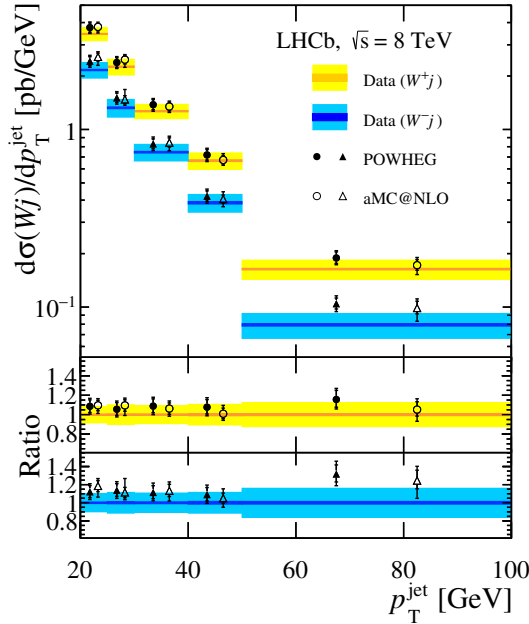 LHCb, √s = 8 TeV
Data (W⁺j)
Data (W⁻j)
POWHEG
aMC@NLO
dσ(Wj)/dp_T^jet [pb/GeV]
1
10⁻¹
Ratio
1.4
1.2
1
0.8
1.4
1.2
1
0.8
20 40 60 80 100
p_T^jet [GeV]